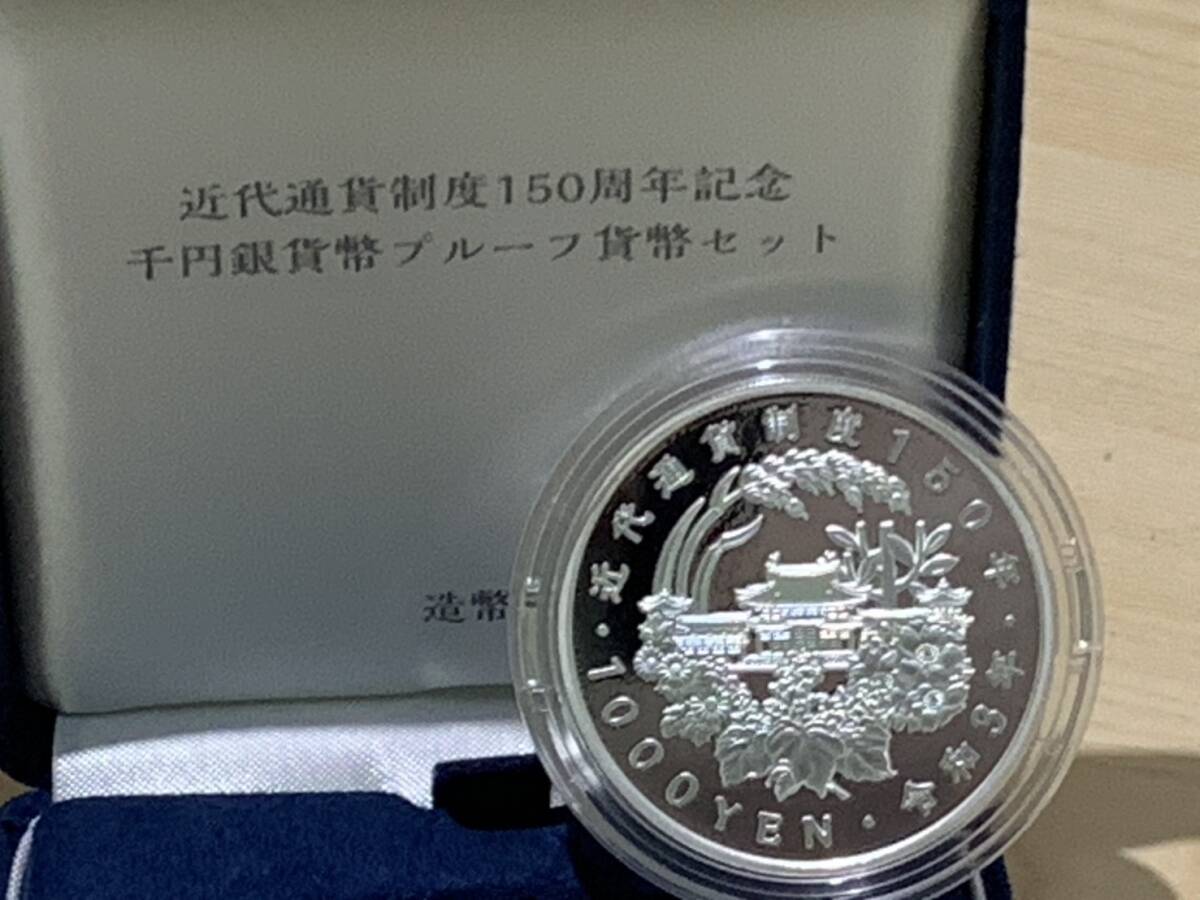 近代通貨制度150周年記念
千円銀貨幣プルーフ貨幣セット
造幣
近代通貨制度150年
令和3年
1000YEN